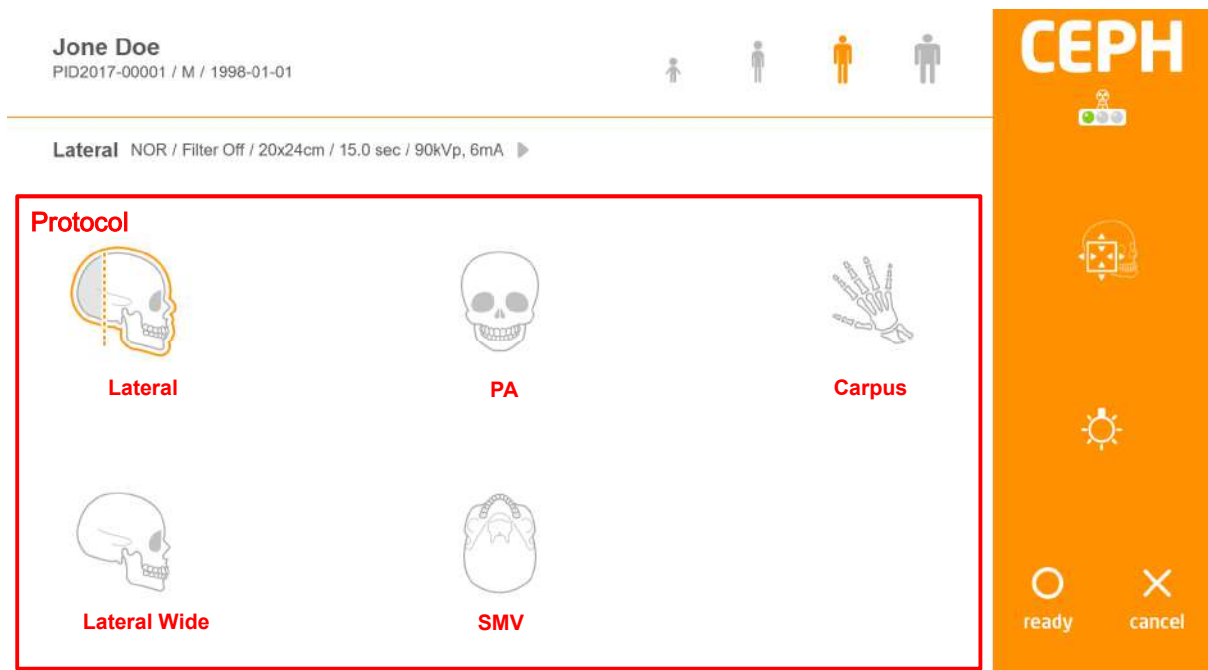 Jone Doe
PID2017-00001 / M / 1998-01-01
CEPH
Lateral NOR / Filter Off / 20x24cm / 15.0 sec / 90kVp, 6mA
Protocol
Lateral
PA
Carpus
Lateral Wide
SMV
ready
cancel